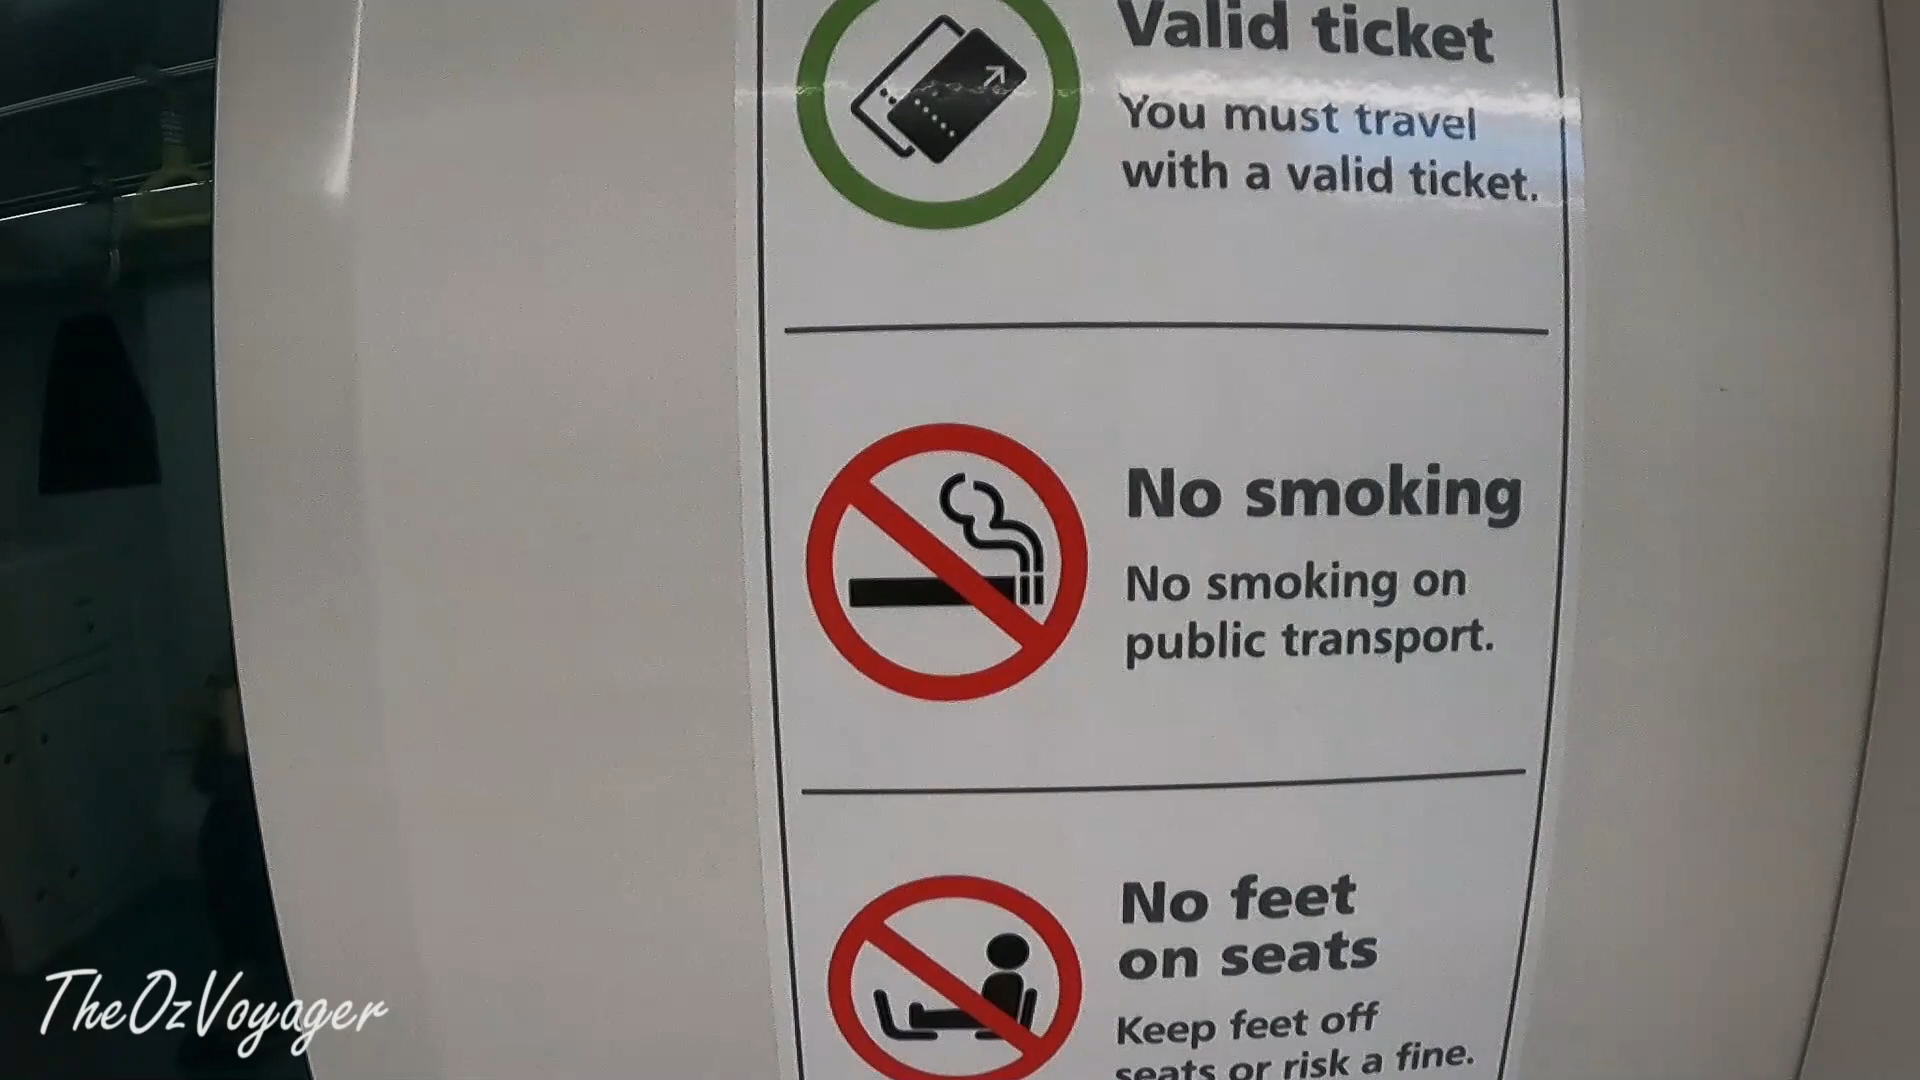 Valid ticket
You must travel
with a valid ticket.
No smoking
No smoking on
public transport.
No feet
on seats
Keep feet off
seats or risk a fine.
TheOzVoyager